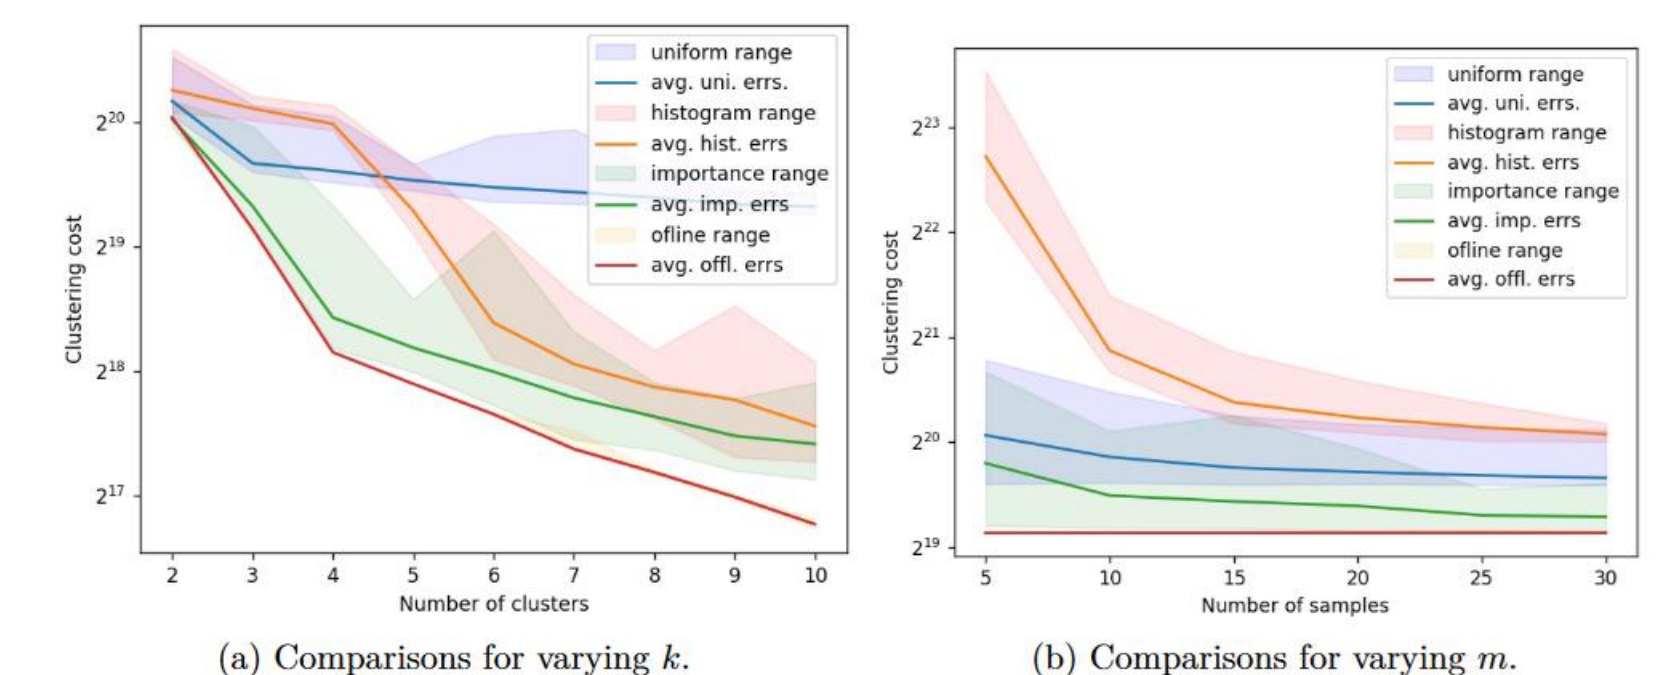 uniform range
avg. uni. errs.
histogram range
avg. hist. errs
importance range
avg. imp. errs
ofline range
avg. offl. errs
2^20
2^19
2^18
2^17
Clustering cost
2 3 4 5 6 7 8 9 10
Number of clusters
(a) Comparisons for varying k.
uniform range
avg. uni. errs.
histogram range
avg. hist. errs
importance range
avg. imp. errs
ofline range
avg. offl. errs
2^23
2^22
2^21
2^20
2^19
Clustering cost
5 10 15 20 25 30
Number of samples
(b) Comparisons for varying m.